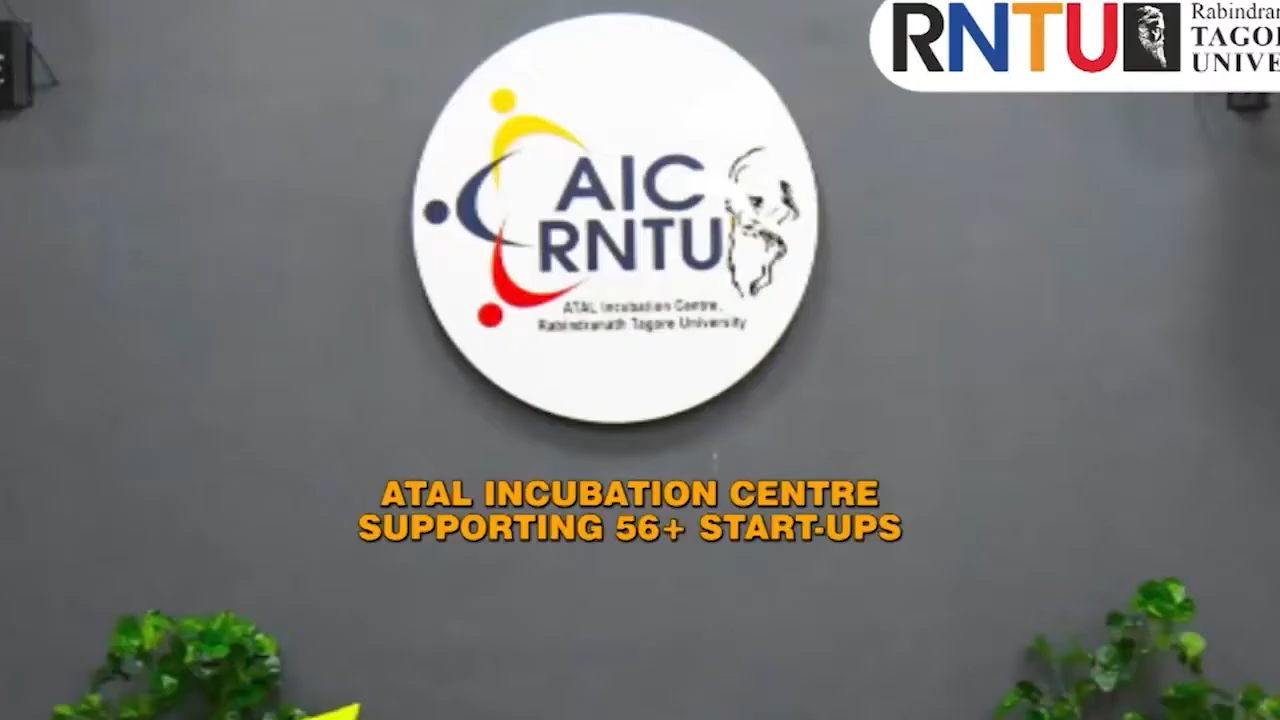 RNTU
Rabindran
TAGO
UNIVE
AIC
RNTU
ATAL Incubation Centre,
Rabindranath Tagore University
ATAL INCUBATION CENTRE
SUPPORTING 56+ START-UPS